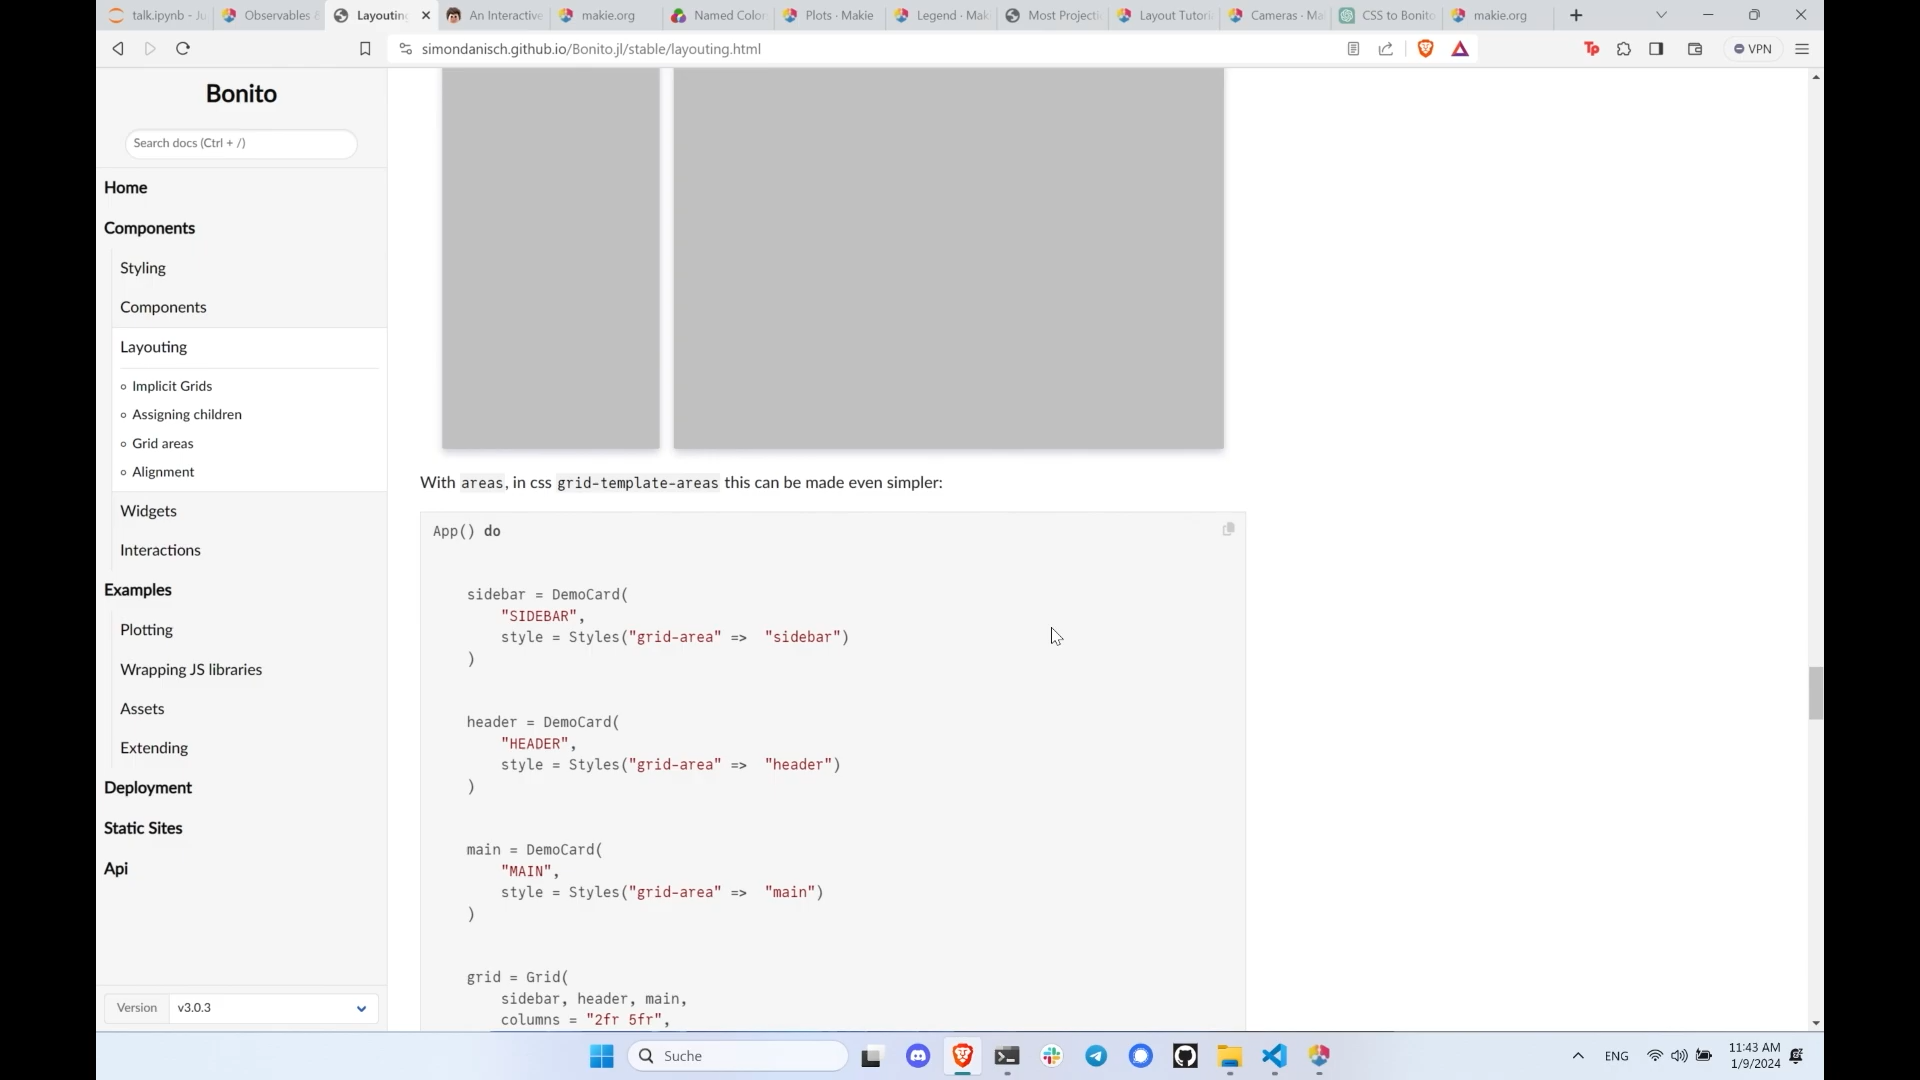 talk.ipynb - Ju
Observables &
Layouting
An Interactive
makie.org
Named Color
Plots · Makie
Legend · Mak
Most Projecti
Layout Tutori
Cameras · Ma
CSS to Bonito
makie.org
simondanisch.github.io/Bonito.jl/stable/layouting.html
Tp
VPN
Bonito
Search docs (Ctrl + /)
Home
Components
Styling
Components
Layouting
Implicit Grids
Assigning children
Grid areas
Alignment
Widgets
Interactions
Examples
Plotting
Wrapping JS libraries
Assets
Extending
Deployment
Static Sites
Api
Version v3.0.3
With areas, in css grid-template-areas this can be made even simpler:
App() do
sidebar = DemoCard(
"SIDEBAR",
style = Styles("grid-area" =>  "sidebar")
)
header = DemoCard(
"HEADER",
style = Styles("grid-area" =>  "header")
)
main = DemoCard(
"MAIN",
style = Styles("grid-area" =>  "main")
)
grid = Grid(
sidebar, header, main,
columns = "2fr 5fr",
Suche
ENG
11:43 AM
1/9/2024